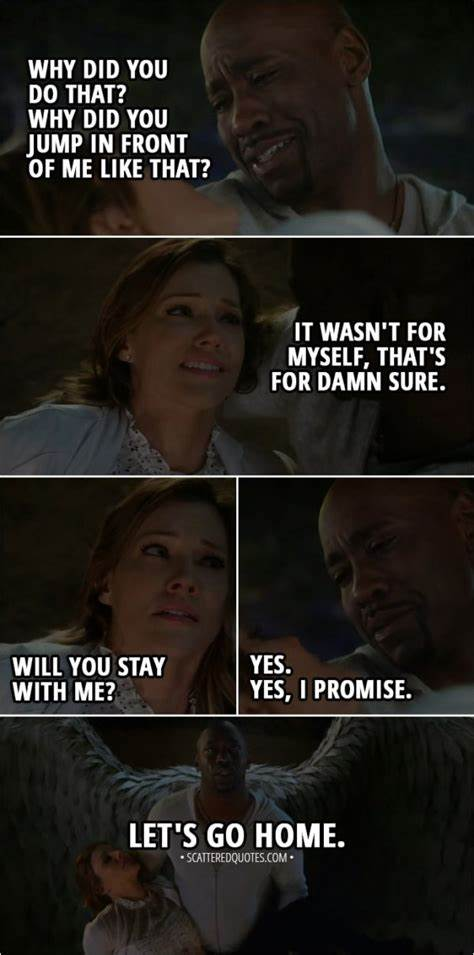 WHY DID YOU
DO THAT?
WHY DID YOU
JUMP IN FRONT
OF ME LIKE THAT?
IT WASN'T FOR
MYSELF, THAT'S
FOR DAMN SURE.
WILL YOU STAY
WITH ME?
YES.
YES, I PROMISE.
LET'S GO HOME.
• SCATTEREDQUOTES.COM •